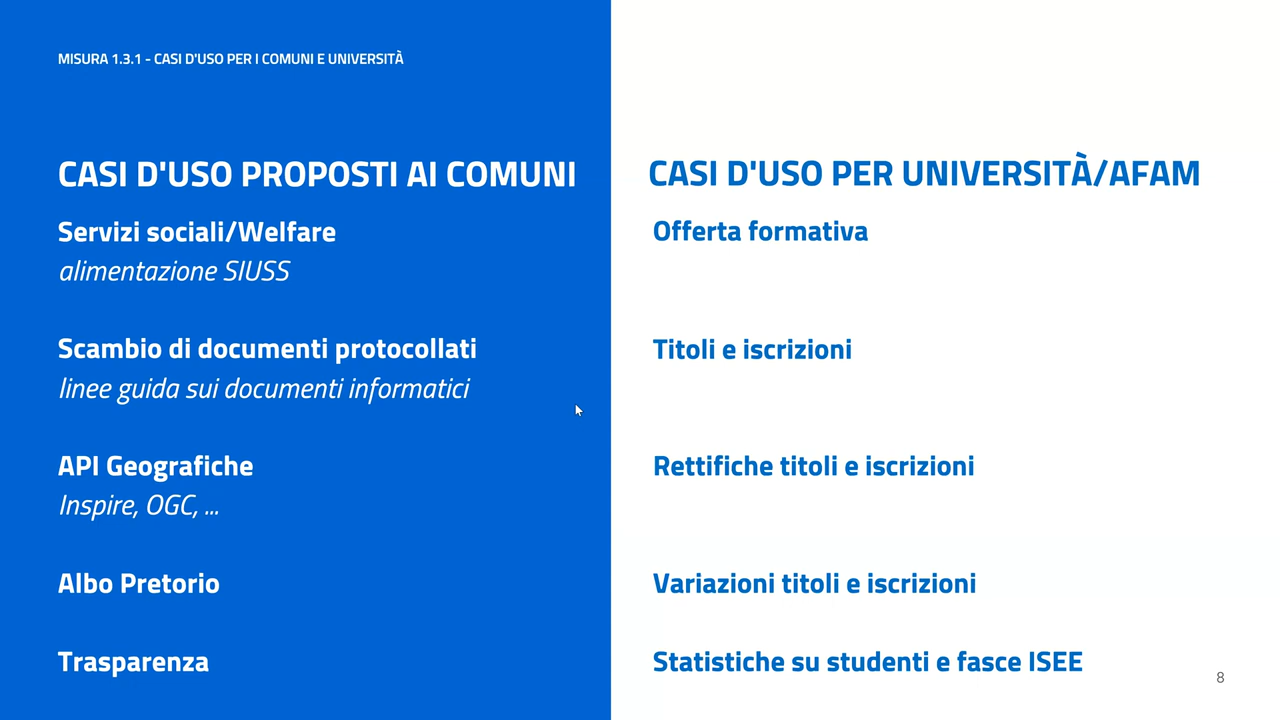 MISURA 1.3.1 - CASI D'USO PER I COMUNI E UNIVERSITÀ
CASI D'USO PROPOSTI AI COMUNI
Servizi sociali/Welfare
alimentazione SIUSS
Scambio di documenti protocollati
linee guida sui documenti informatici
API Geografiche
Inspire, OGC, ...
Albo Pretorio
Trasparenza
CASI D'USO PER UNIVERSITÀ/AFAM
Offerta formativa
Titoli e iscrizioni
Rettifiche titoli e iscrizioni
Variazioni titoli e iscrizioni
Statistiche su studenti e fasce ISEE
8